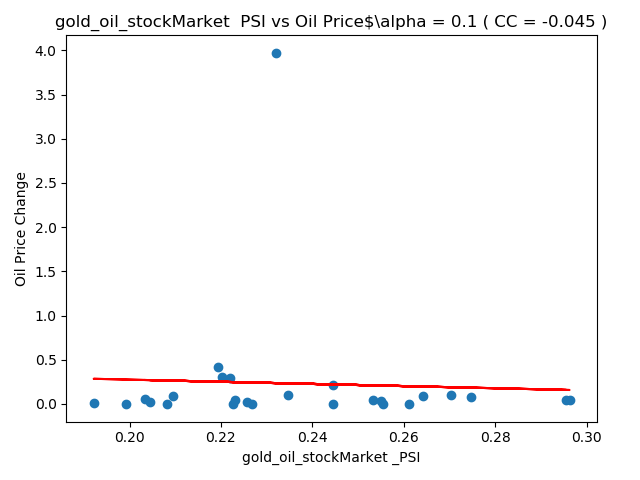 gold_oil_stockMarket  PSI vs Oil Price$\alpha = 0.1 ( CC = -0.045 )
4.0
3.5
3.0
2.5
2.0
1.5
1.0
0.5
0.0
Oil Price Change
0.20 0.22 0.24 0.26 0.28 0.30
gold_oil_stockMarket _PSI